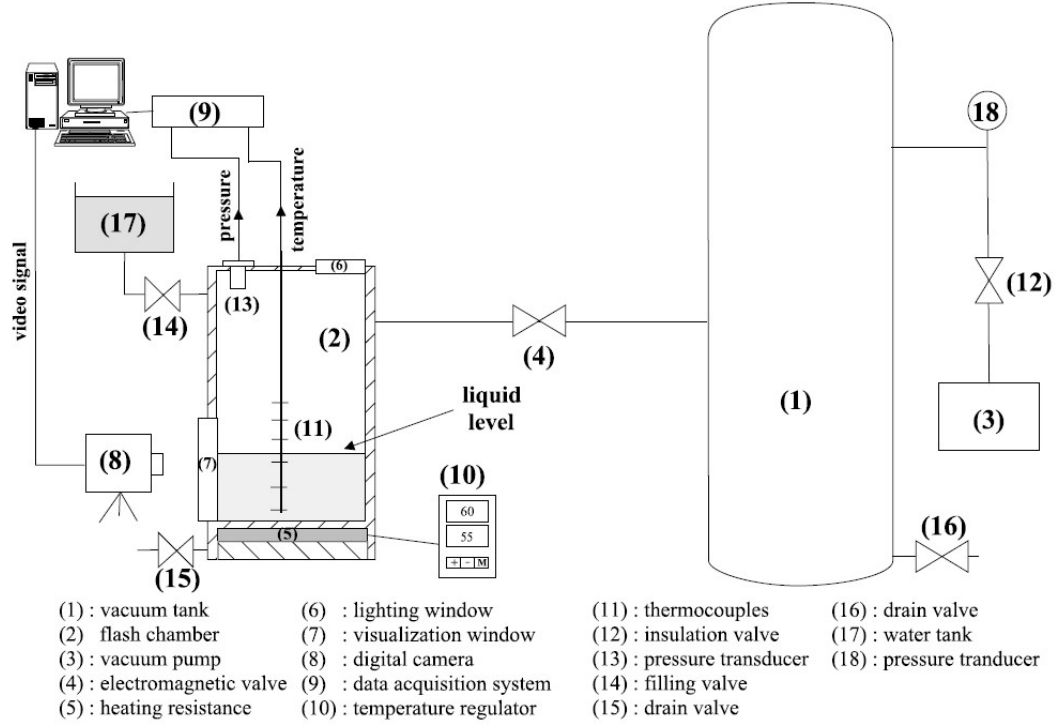 (9)
18
(17)
pressure
temperature
video signal
(6)
(13)
(12)
(14)
(2)
(4)
liquid
level
(1)
(3)
(11)
(8)
(7)
(10)
60
55
+ - M
(5)
(15)
(16)
(1) : vacuum tank
(2) flash chamber
(3) : vacuum pump
(4) : electromagnetic valve
(5) : heating resistance
(6) : lighting window
(7) : visualization window
(8) : digital camera
(9) : data acquisition system
(10) : temperature regulator
(11) : thermocouples
(12) : insulation valve
(13) : pressure transducer
(14) : filling valve
(15) : drain valve
(16) : drain valve
(17) : water tank
(18) : pressure tranducer